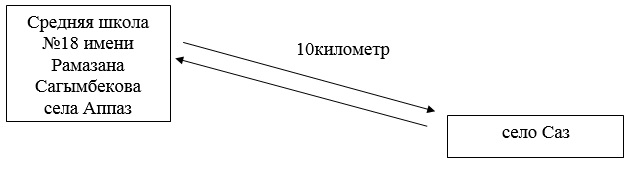 Средняя школа
№18 имени
Рамазана
Сагымбекова
села Аппаз
10километр
село Саз